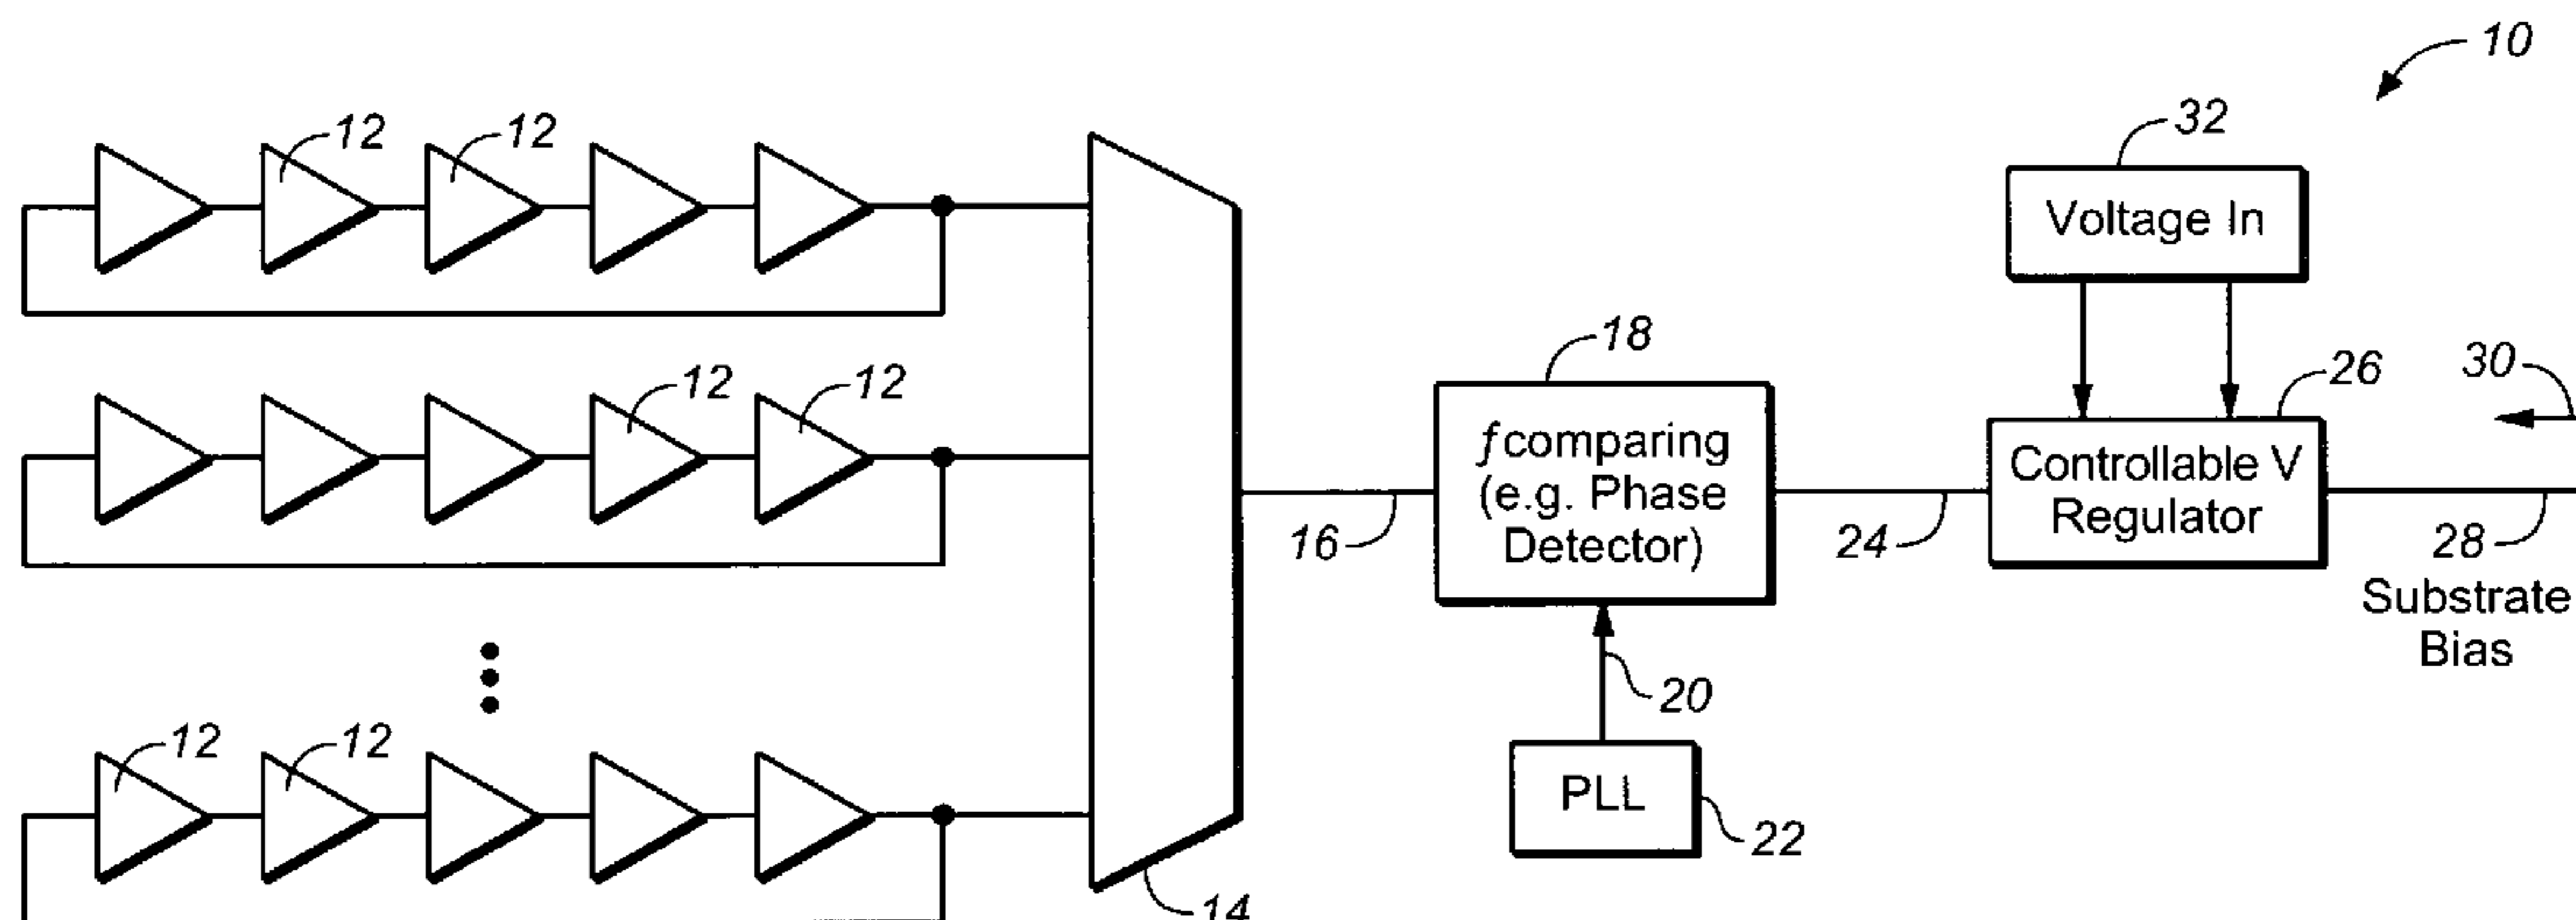 10
12
12
32
Voltage In
18
12
12
30
26
ƒcomparing
(e.g. Phase
Detector)
Controllable V
Regulator
16
24
28
Substrate
Bias
20
12
12
PLL
22
14